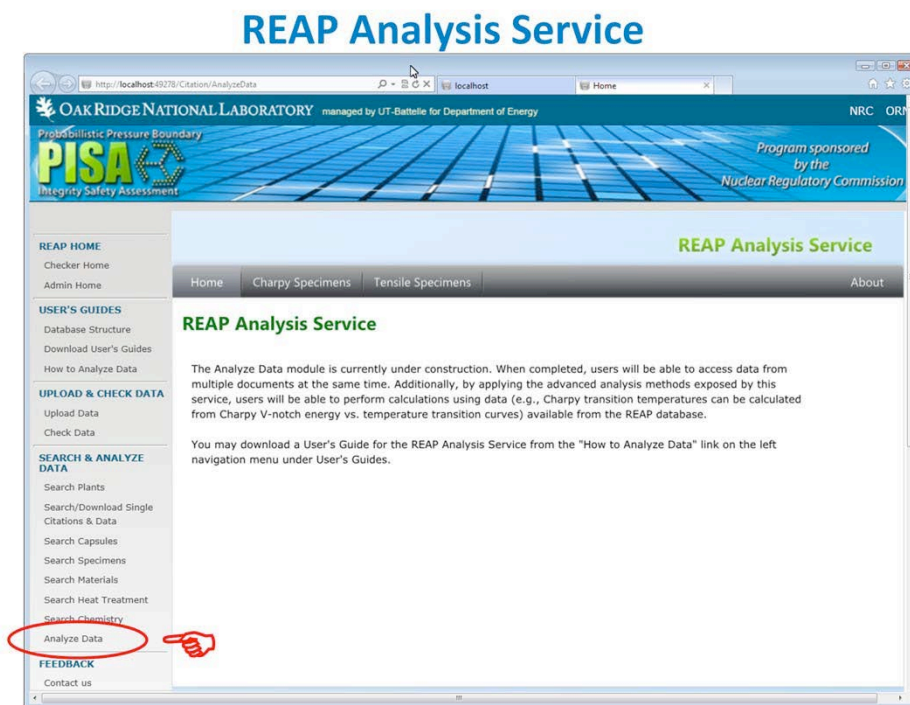 REAP Analysis Service
http://localhost:49278/Citation/AnalyzeData
localhost
Home
OAK RIDGE NATIONAL LABORATORY managed by UT-Battelle for Department of Energy
NRC ORN
Probabillistic Pressure Boundary
PISA
Integrity Safety Assessment
Program sponsored
by the
Nuclear Regulatory Commission
REAP HOME
Checker Home
Admin Home
USER'S GUIDES
Database Structure
Download User's Guides
How to Analyze Data
UPLOAD & CHECK DATA
Upload Data
Check Data
SEARCH & ANALYZE
DATA
Search Plants
Search/Download Single
Citations & Data
Search Capsules
Search Specimens
Search Materials
Search Heat Treatment
Search Chemistry
Analyze Data
FEEDBACK
Contact us
REAP Analysis Service
Home Charpy Specimens Tensile Specimens About
REAP Analysis Service
The Analyze Data module is currently under construction. When completed, users will be able to access data from
multiple documents at the same time. Additionally, by applying the advanced analysis methods exposed by this
service, users will be able to perform calculations using data (e.g., Charpy transition temperatures can be calculated
from Charpy V-notch energy vs. temperature transition curves) available from the REAP database.
You may download a User's Guide for the REAP Analysis Service from the "How to Analyze Data" link on the left
navigation menu under User's Guides.